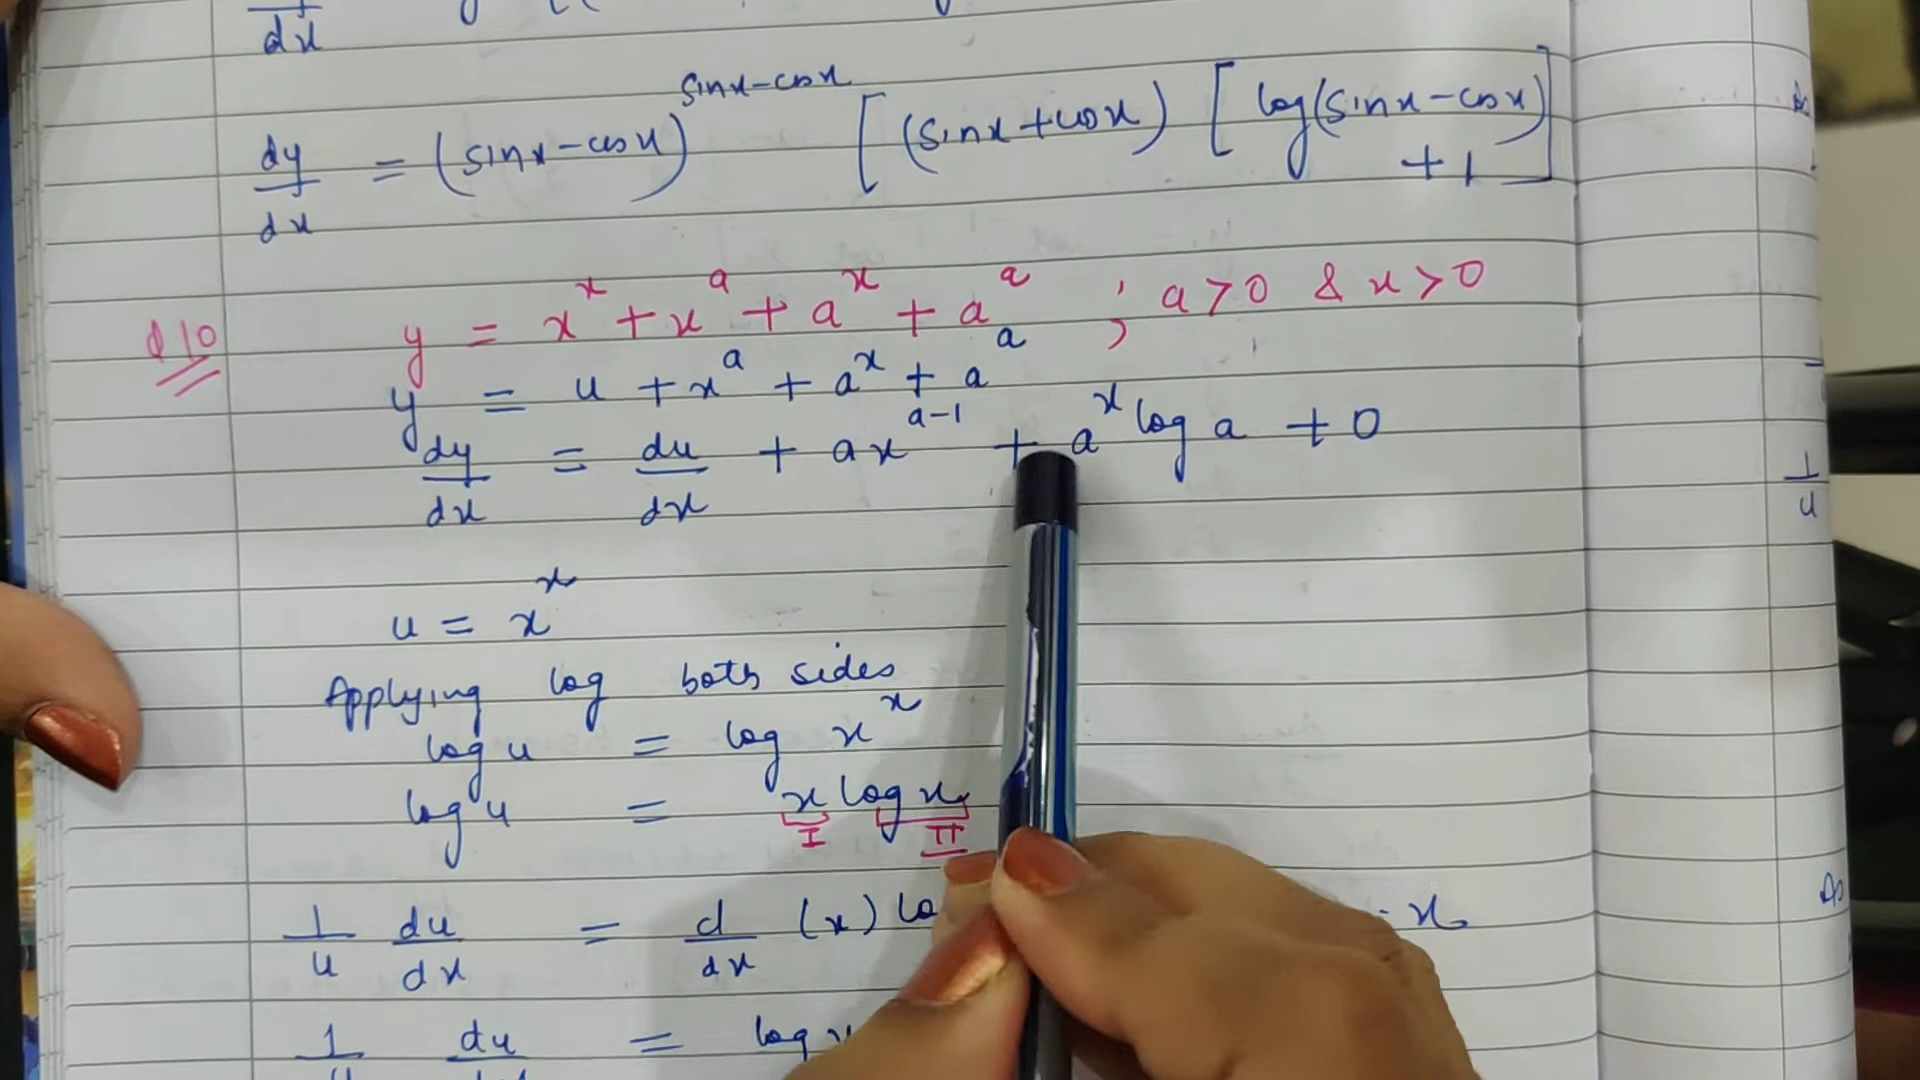 dx
dy/dx = (sinx-cosx)^(sinx-cosx) [(sinx+cosx) [log(sinx-cosx) +1]
Q10 y = x^x + x^a + a^x + a^a ; a>0 & x>0
y = u + x^a + a^x + a^a
dy/dx = du/dx + ax^(a-1) + a^x log a + 0
u = x^x
Applying log both sides
log u = log x^x
log u = x log x
I II
1/u du/dx = d/dx (x) lo · x
1 du = log x
1/u